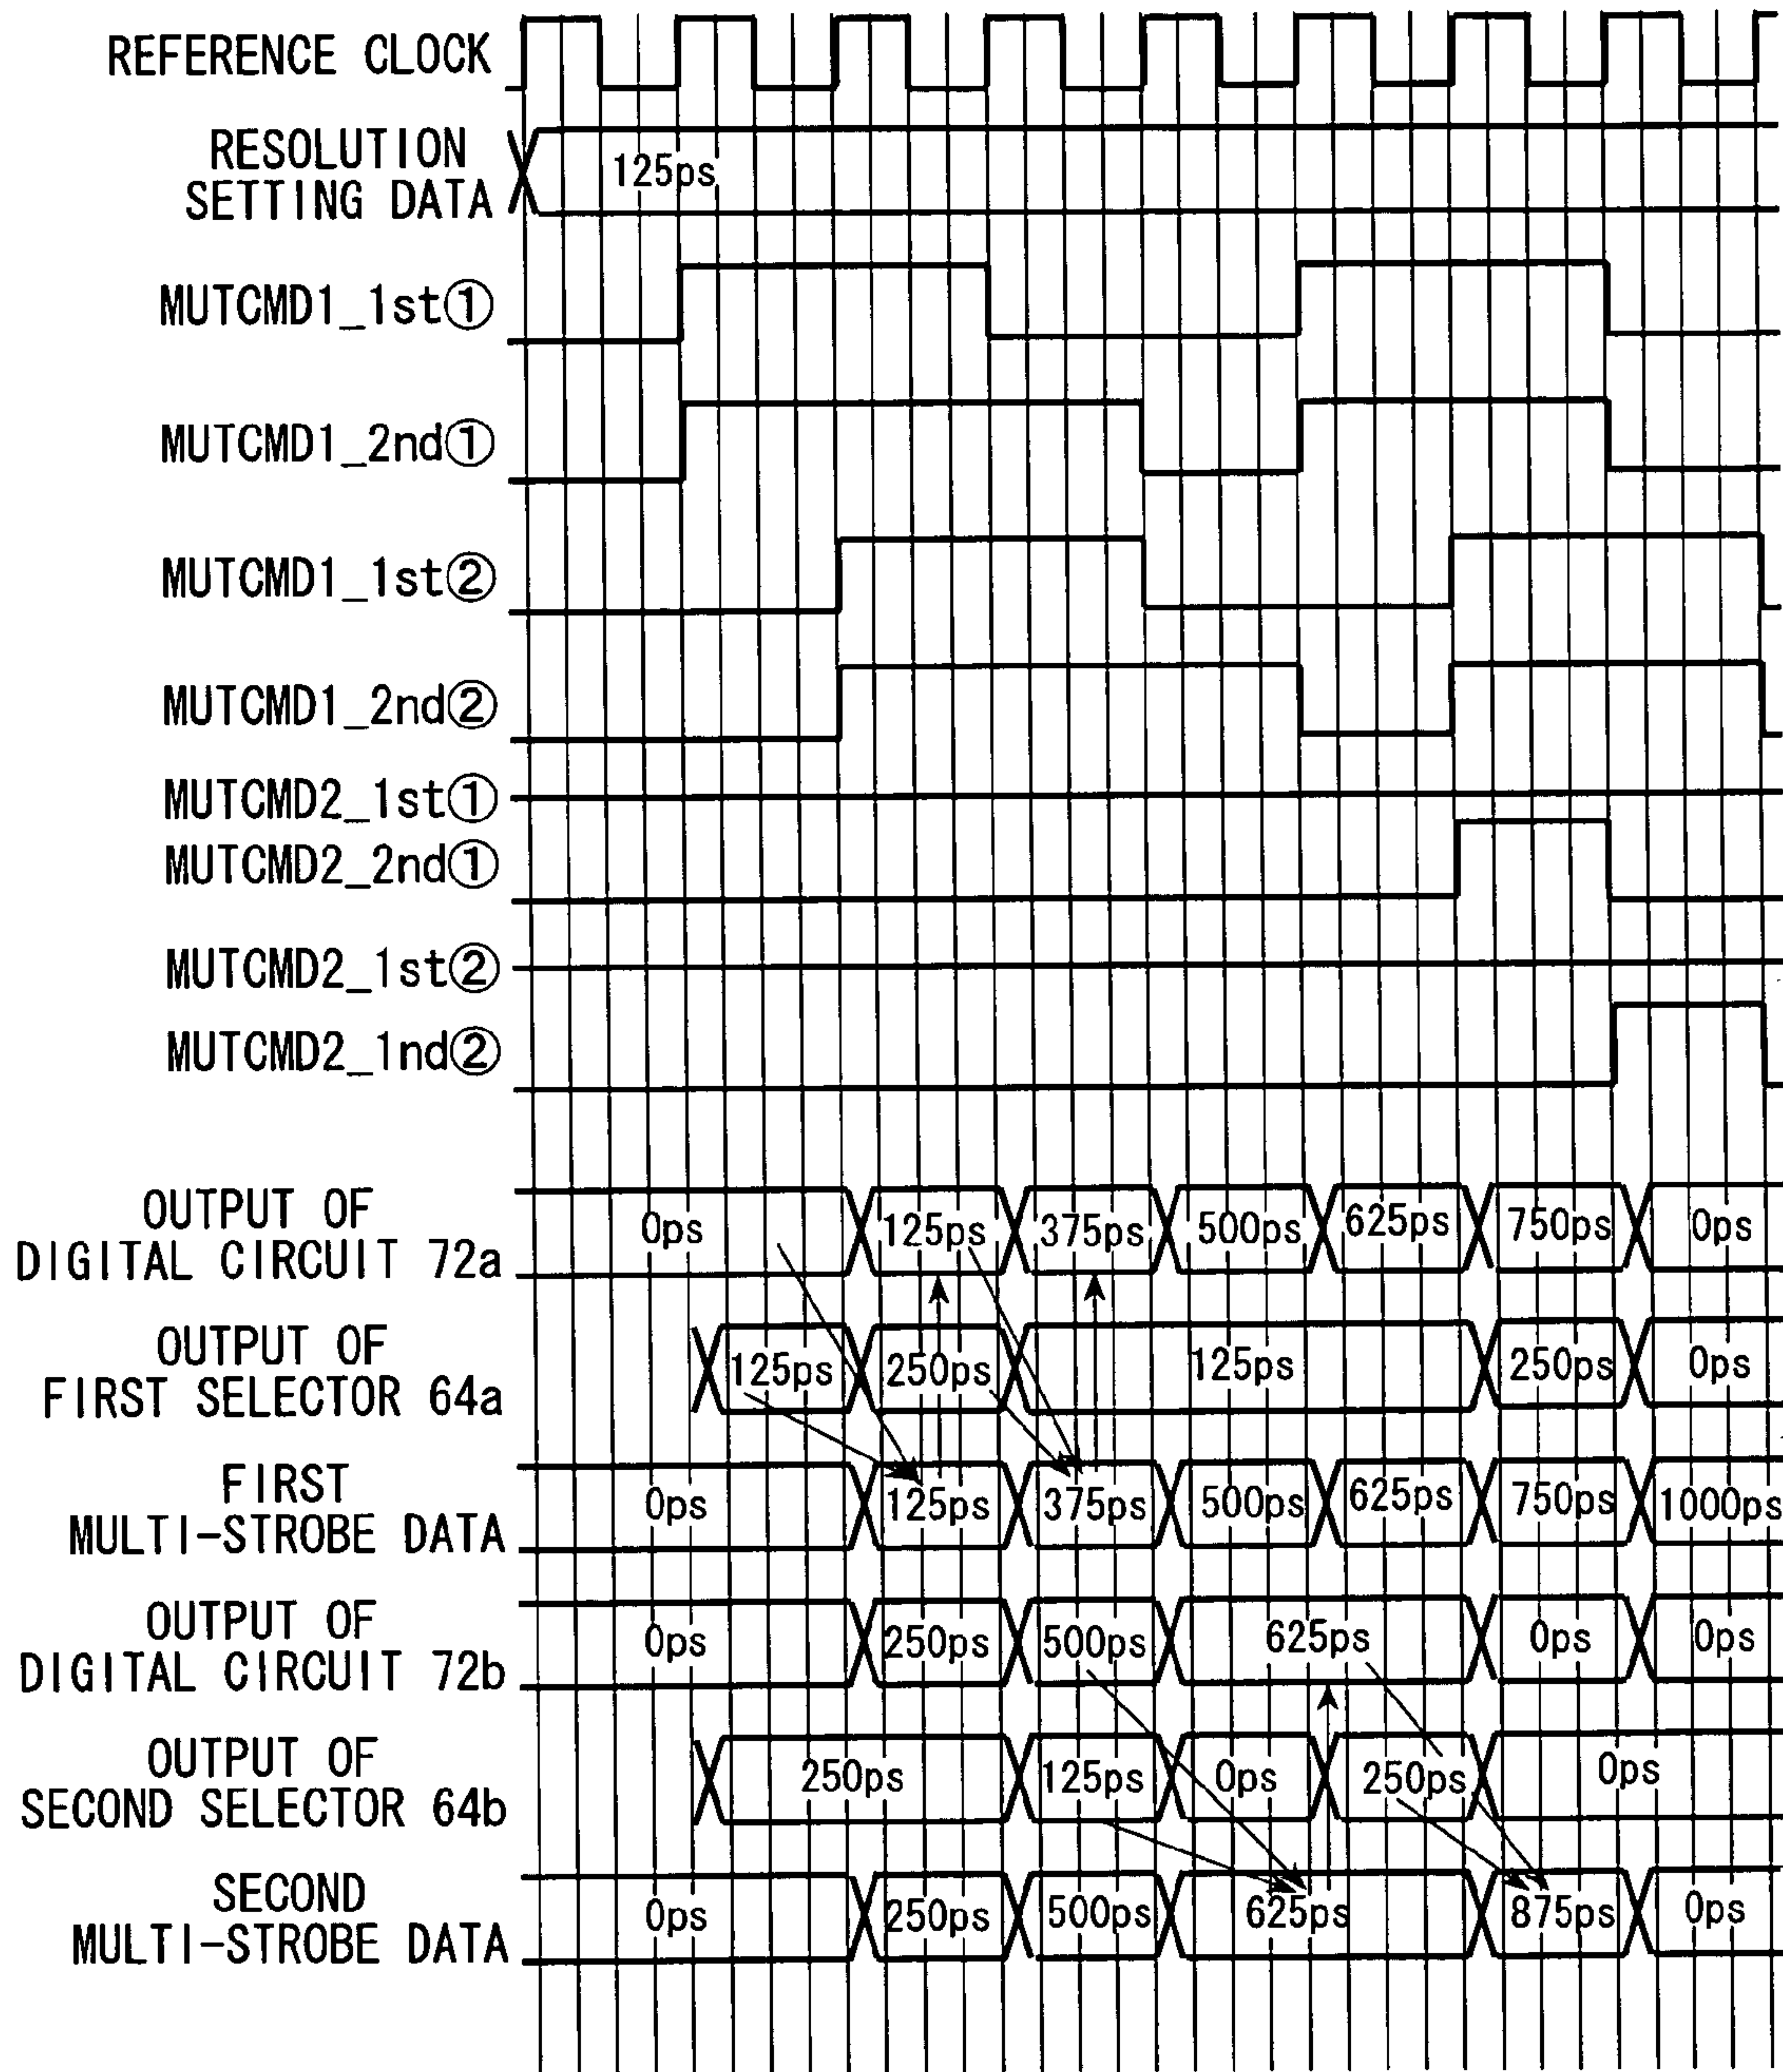 REFERENCE CLOCK
RESOLUTION
SETTING DATA
125ps
MUTCMD1_1st①
MUTCMD1_2nd①
MUTCMD1_1st②
MUTCMD1_2nd②
MUTCMD2_1st①
MUTCMD2_2nd①
MUTCMD2_1st②
MUTCMD2_1nd②
OUTPUT OF
DIGITAL CIRCUIT 72a
0ps 125ps 375ps 500ps 625ps 750ps 0ps
OUTPUT OF
FIRST SELECTOR 64a
125ps 250ps 125ps 250ps 0ps
FIRST
MULTI-STROBE DATA
0ps 125ps 375ps 500ps 625ps 750ps 1000ps
OUTPUT OF
DIGITAL CIRCUIT 72b
0ps 250ps 500ps 625ps 0ps 0ps
OUTPUT OF
SECOND SELECTOR 64b
250ps 125ps 0ps 250ps 0ps
SECOND
MULTI-STROBE DATA
0ps 250ps 500ps 625ps 875ps 0ps